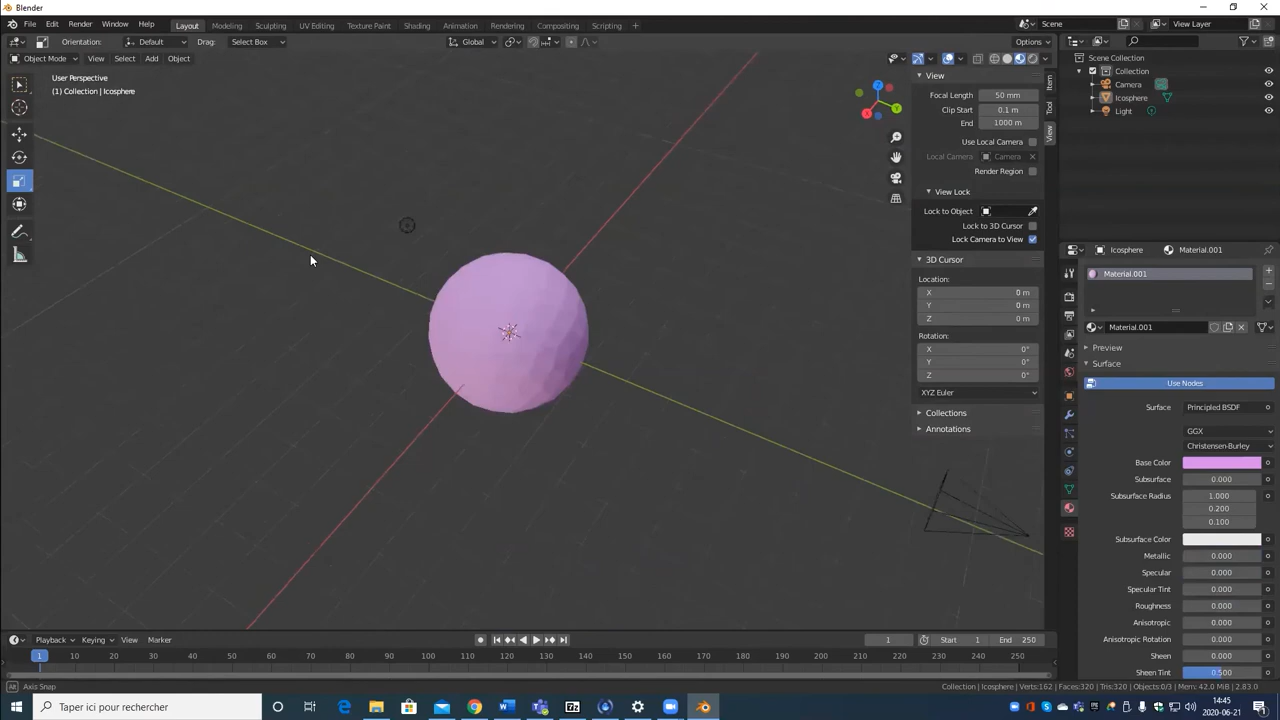 Blender
File Edit Render Window Help Layout Modeling Sculpting UV Editing Texture Paint Shading Animation Rendering Compositing Scripting + Scene View Layer
Orientation: Default Drag: Select Box Global Options
Object Mode View Select Add Object
User Perspective
(1) Collection | Icosphere
Z
Y
X
View
Focal Length 50 mm
Clip Start 0.1 m
End 1000 m
Use Local Camera
Local Camera Camera
Render Region
View Lock
Lock to Object
Lock to 3D Cursor
Lock Camera to View
3D Cursor
Location:
X 0 m
Y 0 m
Z 0 m
Rotation:
X 0°
Y 0°
Z 0°
XYZ Euler
Collections
Annotations
Item
Tool
View
Scene Collection
Collection
Camera
Icosphere
Light
Icosphere Material.001
Material.001
Material.001
Preview
Surface
Use Nodes
Surface Principled BSDF
GGX
Christensen-Burley
Base Color
Subsurface 0.000
Subsurface Radius 1.000
0.200
0.100
Subsurface Color
Metallic 0.000
Specular 0.000
Specular Tint 0.000
Roughness 0.000
Anisotropic 0.000
Anisotropic Rotation 0.000
Sheen 0.000
Sheen Tint 0.500
Playback Keying View Marker 1 Start 1 End 250
1 10 20 30 40 50 60 70 80 90 100 110 120 130 140 150 160 170 180 190 200 210 220 230 240 250
Alt Axis Snap Collection | Icosphere | Verts:162 | Faces:320 | Tris:320 | Objects:0/3 | Mem: 42.0 MiB | 2.83.0
Taper ici pour rechercher
14:45
2020-06-21